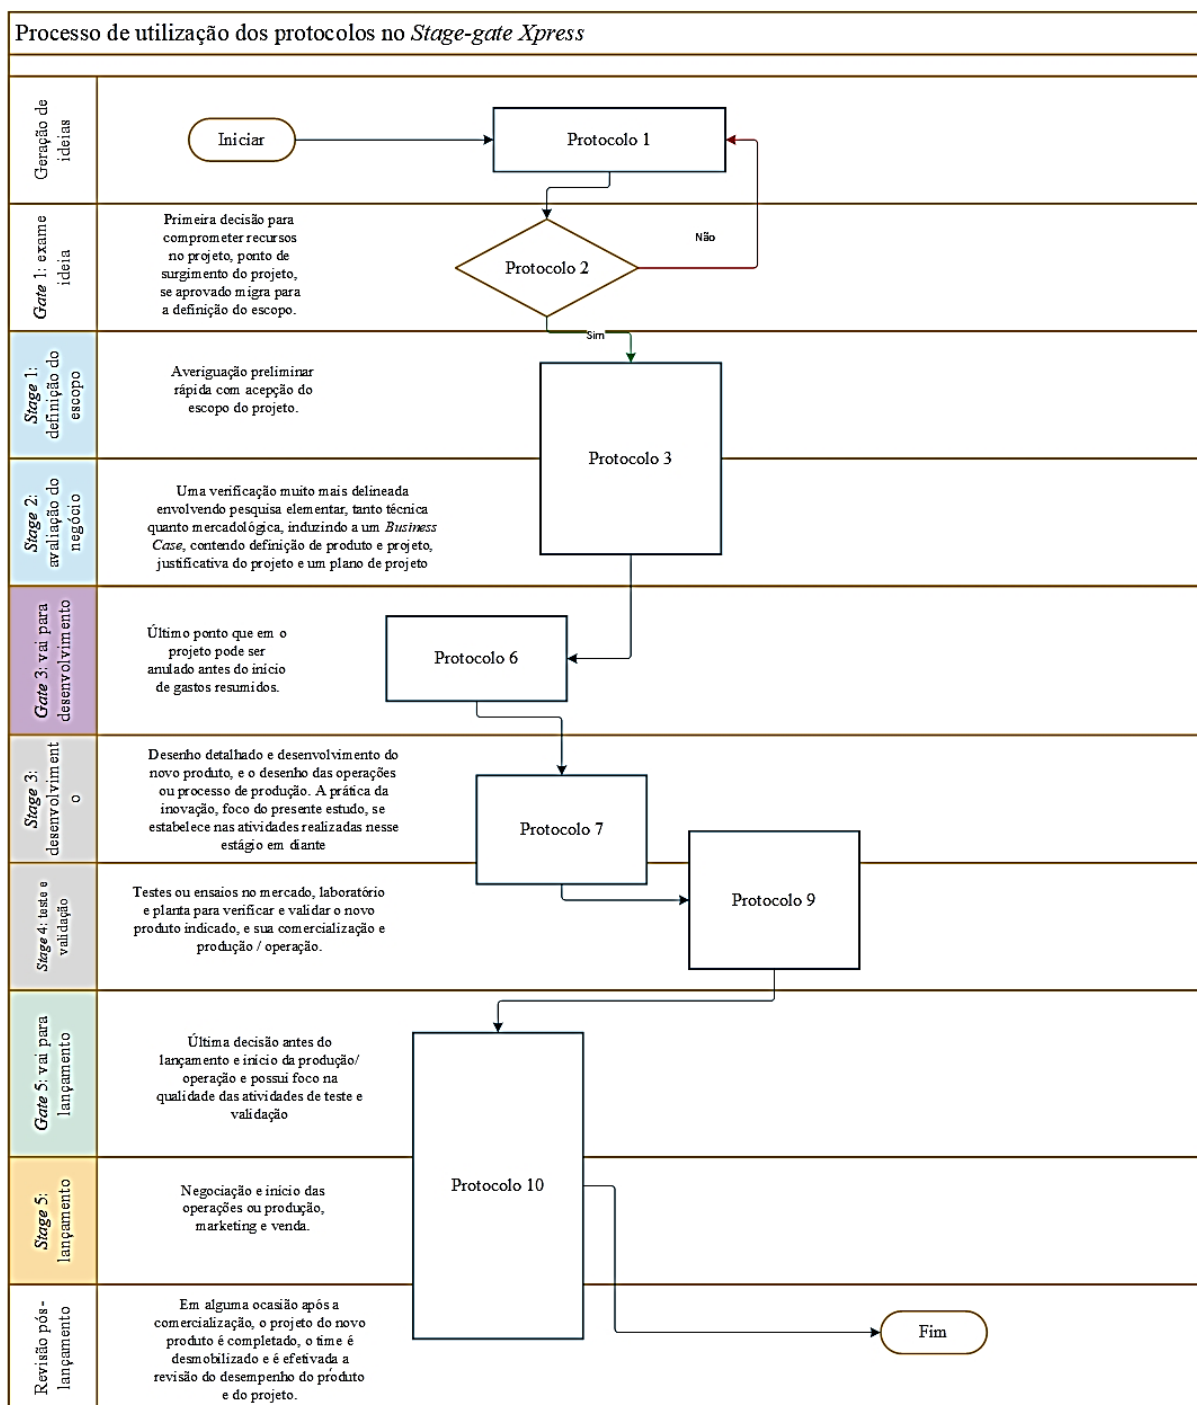 Processo de utilização dos protocolos no Stage-gate Xpress
Geração de
ideias
Iniciar
Protocolo 1
Gate 1: exame
ideia
Primeira decisão para
comprometer recursos
no projeto, ponto de
surgimento do projeto,
se aprovado migra para
a definição do escopo.
Protocolo 2
Não
Sim
Stage 1:
definição do
escopo
Averiguação preliminar
rápida com acepção do
escopo do projeto.
Protocolo 3
Stage 2:
avaliação do
negócio
Uma verificação muito mais delineada
envolvendo pesquisa elementar, tanto técnica
quanto mercadológica, induzindo a um Business
Case, contendo definição de produto e projeto,
justificativa do projeto e um plano de projeto
Gate 3: vai para
desenvolvimento
Último ponto que em o
projeto pode ser
anulado antes do início
de gastos resumidos.
Protocolo 6
Stage 3:
desenvolviment
o
Desenho detalhado e desenvolvimento do
novo produto, e o desenho das operações
ou processo de produção. A prática da
inovação, foco do presente estudo, se
estabelece nas atividades realizadas nesse
estágio em diante
Protocolo 7
Stage 4: teste e
validação
Testes ou ensaios no mercado, laboratório
e planta para verificar e validar o novo
produto indicado, e sua comercialização e
produção / operação.
Protocolo 9
Gate 5: vai para
lançamento
Última decisão antes do
lançamento e inicio da produção/
operação e possui foco na
qualidade das atividades de teste e
validação
Stage 5:
lançamento
Negociação e início das
operações ou produção,
marketing e venda.
Protocolo 10
Revisão pós-
lançamento
Em alguma ocasião após a
comercialização, o projeto do novo
produto é completado, o time é
desmobilizado e é efetivada a
revisão do desempenho do produto
e do projeto.
Fim